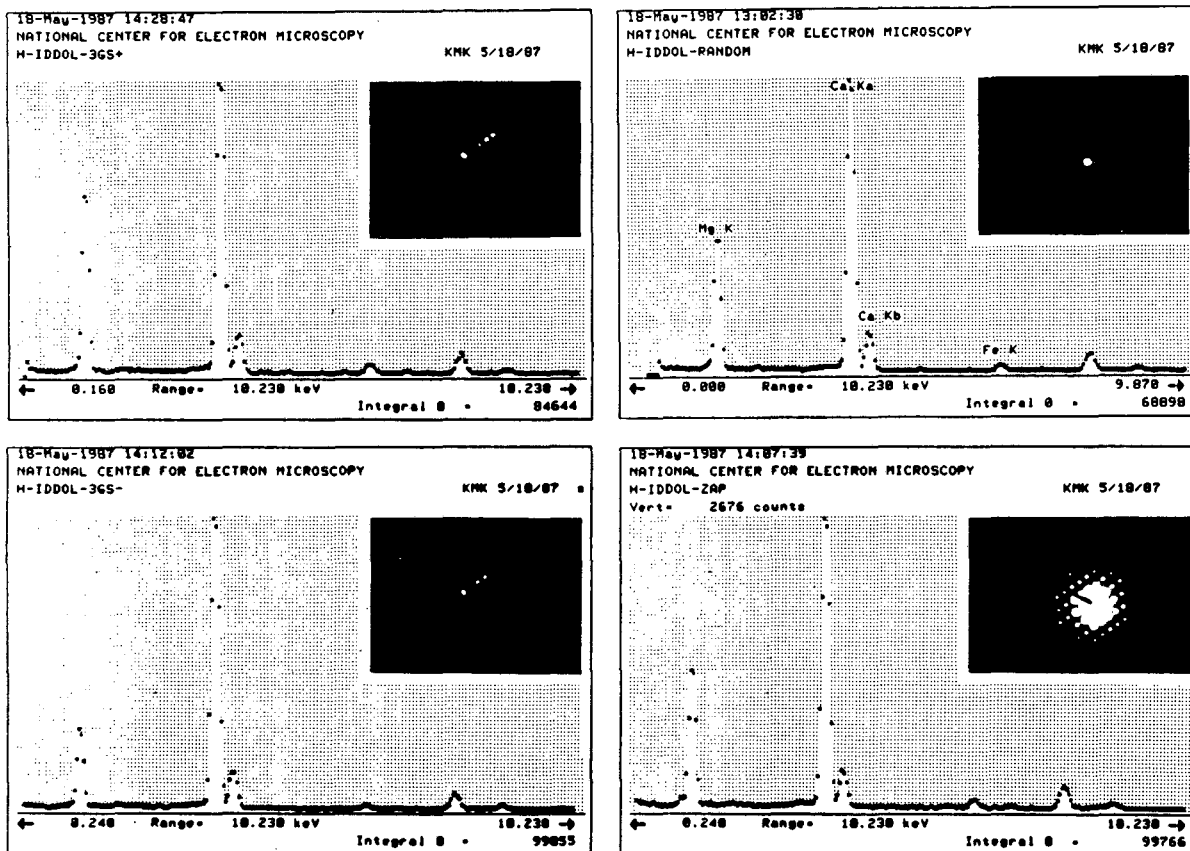 18-May-1987 14:28:47
NATIONAL CENTER FOR ELECTRON MICROSCOPY
H-IDDOL-3GS+ KMK 5/18/87
0.160 Range= 10.230 keV 10.230
Integral 0 = 84644
18-May-1987 13:02:30
NATIONAL CENTER FOR ELECTRON MICROSCOPY
H-IDDOL-RANDOM KMK 5/18/87
Ca Ka
Mg K
Ca Kb
Fe K
0.000 Range= 10.230 keV 9.870
Integral 0 = 68898
18-May-1987 14:12:02
NATIONAL CENTER FOR ELECTRON MICROSCOPY
H-IDDOL-3GS- KMK 5/18/87
0.240 Range= 10.230 keV 10.230
Integral 0 = 99055
18-May-1987 14:07:39
NATIONAL CENTER FOR ELECTRON MICROSCOPY
H-IDDOL-ZAP KMK 5/18/87
Vert= 2676 counts
0.240 Range= 10.230 keV 10.230
Integral 0 = 99766